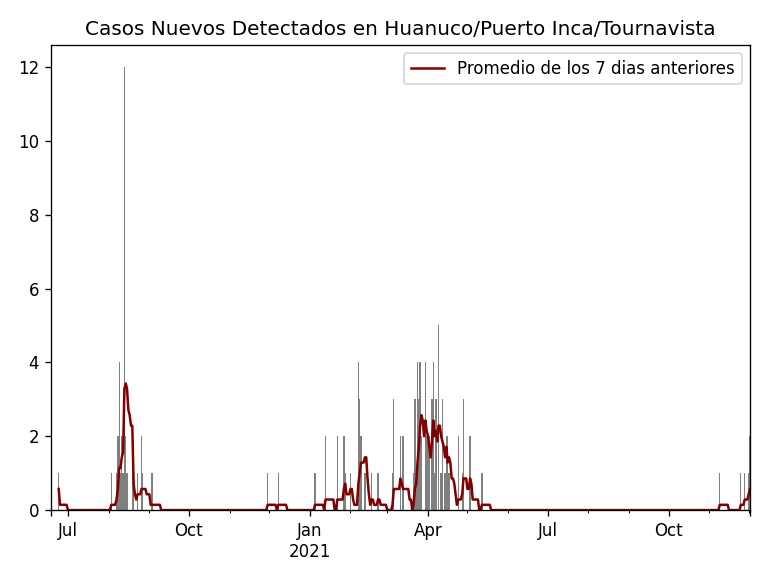 Casos Nuevos Detectados en Huanuco/Puerto Inca/Tournavista
Promedio de los 7 dias anteriores
12
10
8
6
4
2
0
Jul
Oct
Jan
2021
Apr
Jul
Oct